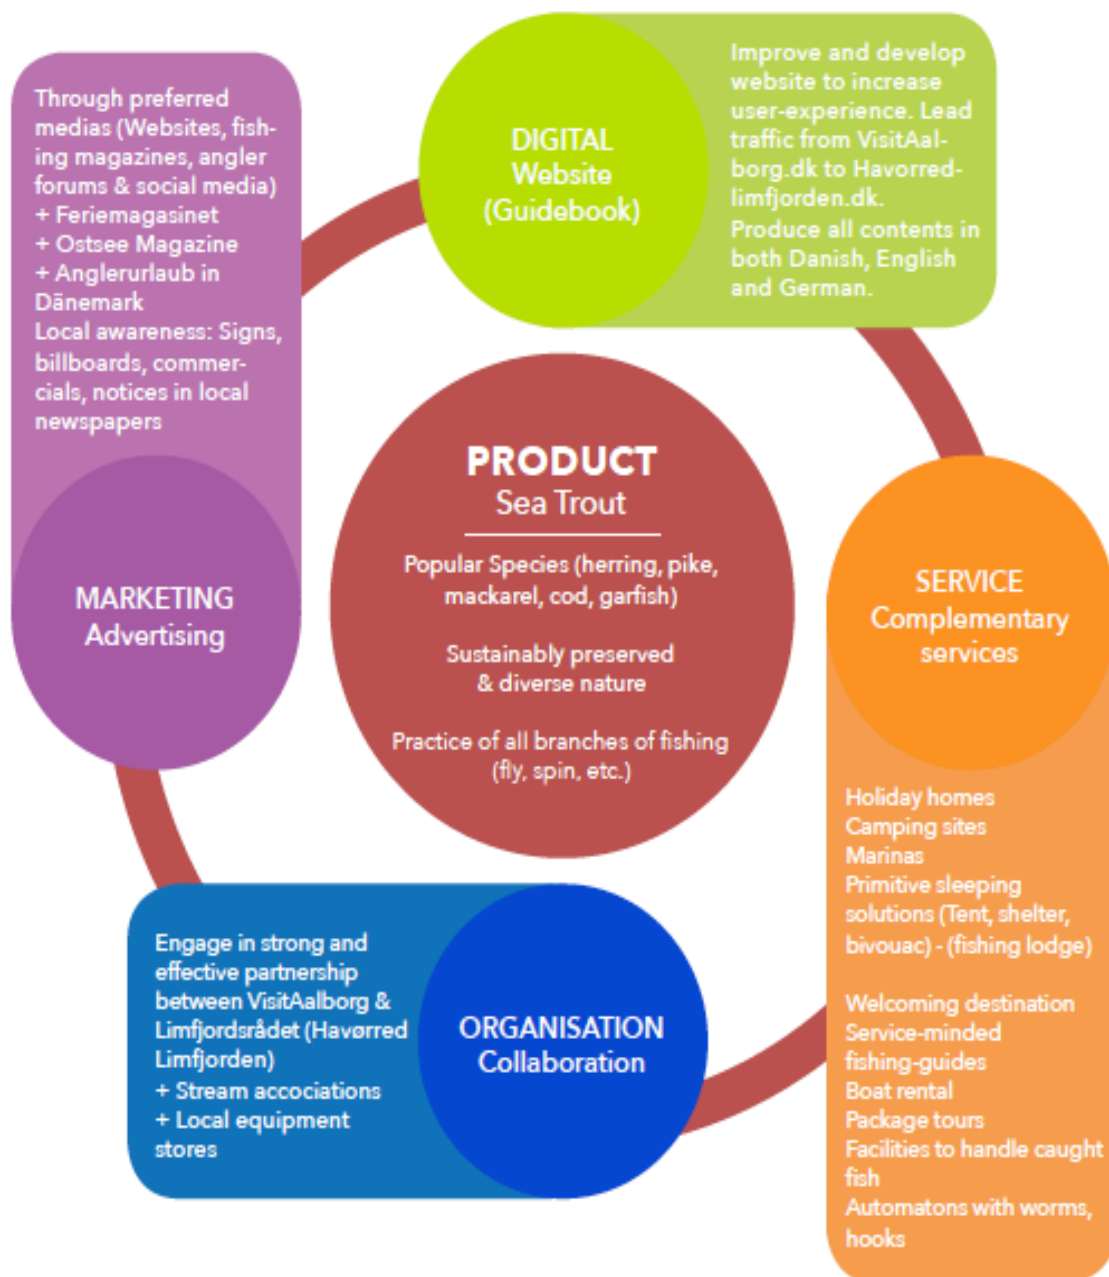 Through preferred
medias (Websites, fish-
ing magazines, angler
forums & social media)
+ Feriemagasinet
+ Ostsee Magazine
+ Anglerurlaub in
Dänemark
Local awareness: Signs,
billboards, commer-
cials, notices in local
newspapers
MARKETING
Advertising
DIGITAL
Website
(Guidebook)
Improve and develop
website to increase
user-experience. Lead
traffic from VisitAal-
borg.dk to Havorred-
limfjorden.dk.
Produce all contents in
both Danish, English
and German.
PRODUCT
Sea Trout
Popular Species (herring, pike,
mackarel, cod, garfish)
Sustainably preserved
& diverse nature
Practice of all branches of fishing
(fly, spin, etc.)
SERVICE
Complementary
services
Holiday homes
Camping sites
Marinas
Primitive sleeping
solutions (Tent, shelter,
bivouac) - (fishing lodge)
Welcoming destination
Service-minded
fishing-guides
Boat rental
Package tours
Facilities to handle caught
fish
Automatons with worms,
hooks
Engage in strong and
effective partnership
between VisitAalborg &
Limfjordsrådet (Havørred
Limfjorden)
+ Stream accociations
+ Local equipment
stores
ORGANISATION
Collaboration